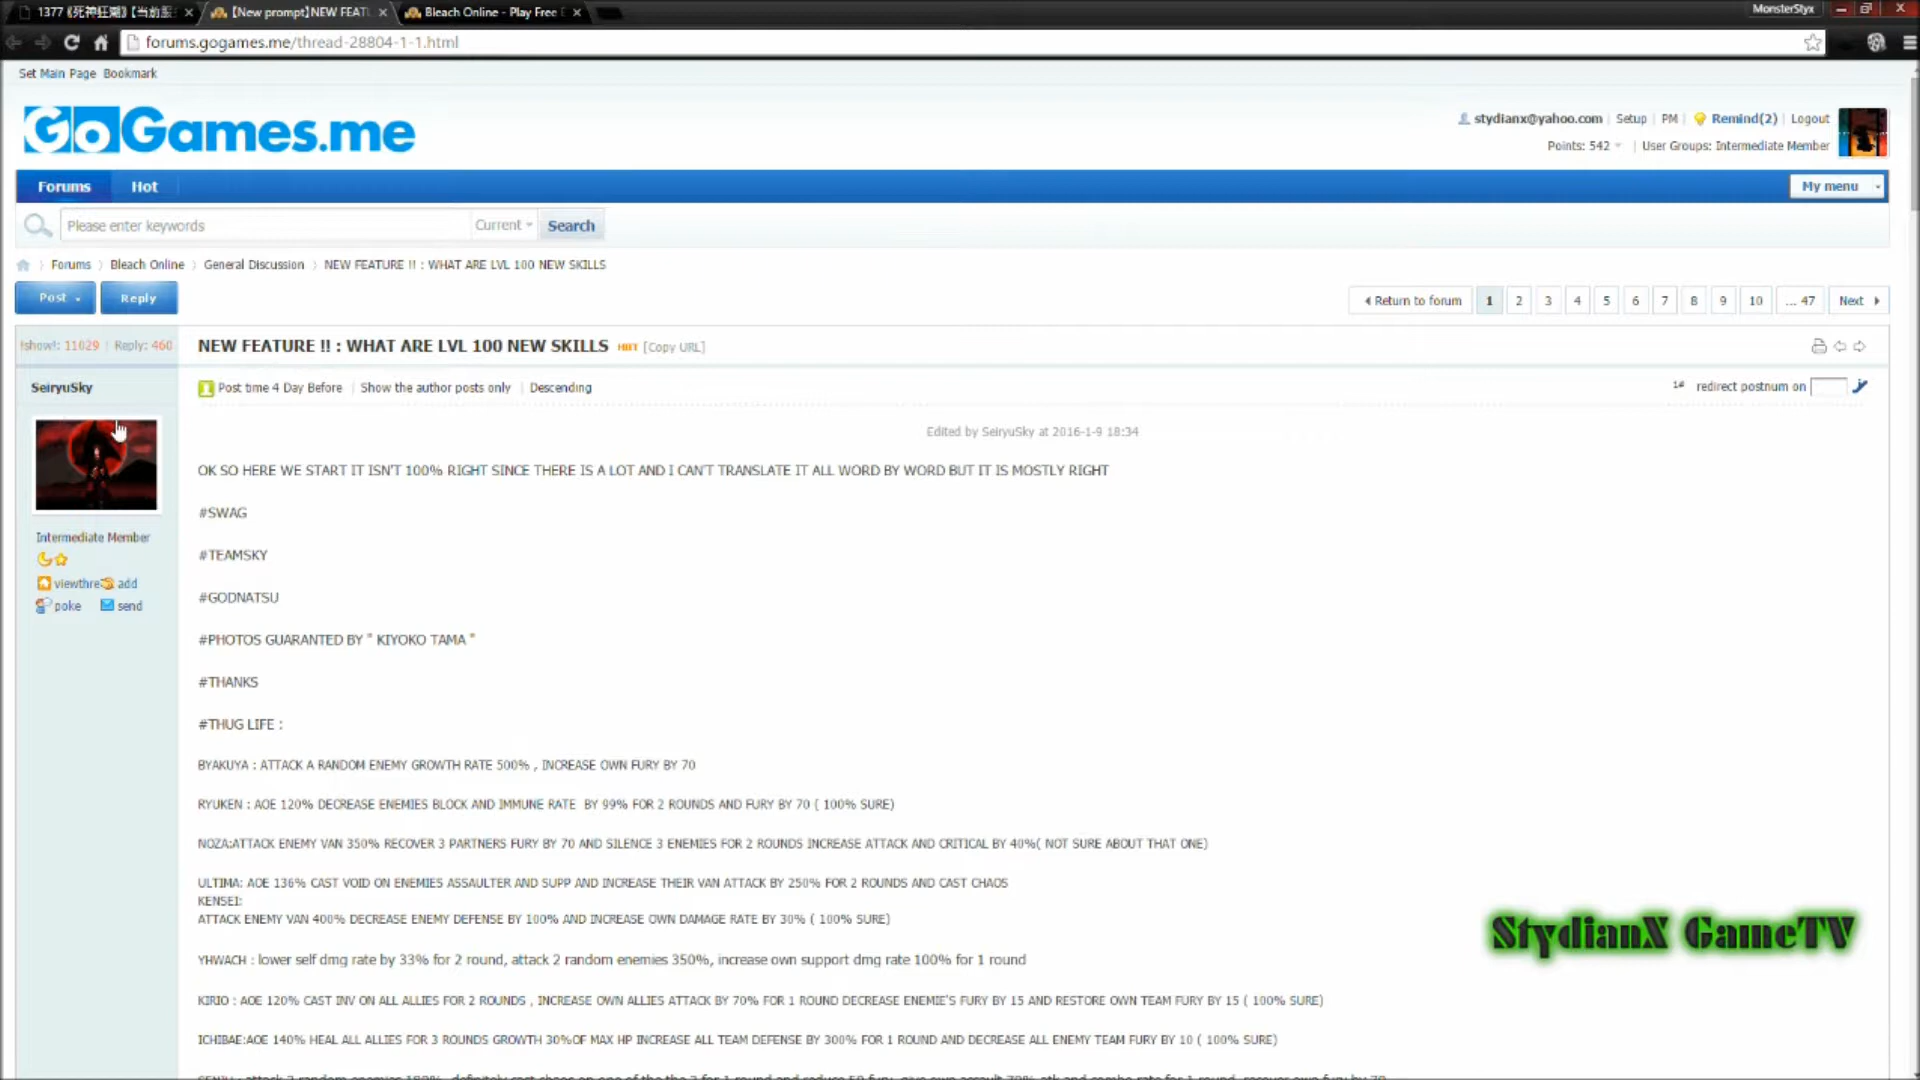 1377《死神狂潮》【当前服 【New prompt】NEW FEAT Bleach Online - Play Free MonsterStyx
forums.gogames.me/thread-28804-1-1.html
Set Main Page Bookmark
GoGames.me
stydianx@yahoo.com Setup PM Remind(2) Logout
Points: 542 User Groups: Intermediate Member
Forums Hot My menu
Please enter keywords Current Search
Forums Bleach Online General Discussion NEW FEATURE !! : WHAT ARE LVL 100 NEW SKILLS
Post Reply Return to forum 1 2 3 4 5 6 7 8 9 10 ... 47 Next
!show!: 11029 Reply: 460 NEW FEATURE !! : WHAT ARE LVL 100 NEW SKILLS HOT [Copy URL]
SeiryuSky Post time 4 Day Before Show the author posts only Descending 1# redirect postnum on
Edited by SeiryuSky at 2016-1-9 18:34
OK SO HERE WE START IT ISN'T 100% RIGHT SINCE THERE IS A LOT AND I CAN'T TRANSLATE IT ALL WORD BY WORD BUT IT IS MOSTLY RIGHT
#SWAG
Intermediate Member
#TEAMSKY
viewthre add
#GODNATSU
poke send
#PHOTOS GUARANTED BY " KIYOKO TAMA "
#THANKS
#THUG LIFE :
BYAKUYA : ATTACK A RANDOM ENEMY GROWTH RATE 500% , INCREASE OWN FURY BY 70
RYUKEN : AOE 120% DECREASE ENEMIES BLOCK AND IMMUNE RATE BY 99% FOR 2 ROUNDS AND FURY BY 70 ( 100% SURE)
NOZA:ATTACK ENEMY VAN 350% RECOVER 3 PARTNERS FURY BY 70 AND SILENCE 3 ENEMIES FOR 2 ROUNDS INCREASE ATTACK AND CRITICAL BY 40%( NOT SURE ABOUT THAT ONE)
ULTIMA: AOE 136% CAST VOID ON ENEMIES ASSAULTER AND SUPP AND INCREASE THEIR VAN ATTACK BY 250% FOR 2 ROUNDS AND CAST CHAOS
KENSEI:
ATTACK ENEMY VAN 400% DECREASE ENEMY DEFENSE BY 100% AND INCREASE OWN DAMAGE RATE BY 30% ( 100% SURE)
StydianX GameTV
YHWACH : lower self dmg rate by 33% for 2 round, attack 2 random enemies 350%, increase own support dmg rate 100% for 1 round
KIRIO : AOE 120% CAST INV ON ALL ALLIES FOR 2 ROUNDS , INCREASE OWN ALLIES ATTACK BY 70% FOR 1 ROUND DECREASE ENEMIE'S FURY BY 15 AND RESTORE OWN TEAM FURY BY 15 ( 100% SURE)
ICHIBAE:AOE 140% HEAL ALL ALLIES FOR 3 ROUNDS GROWTH 30%OF MAX HP INCREASE ALL TEAM DEFENSE BY 300% FOR 1 ROUND AND DECREASE ALL ENEMY TEAM FURY BY 10 ( 100% SURE)